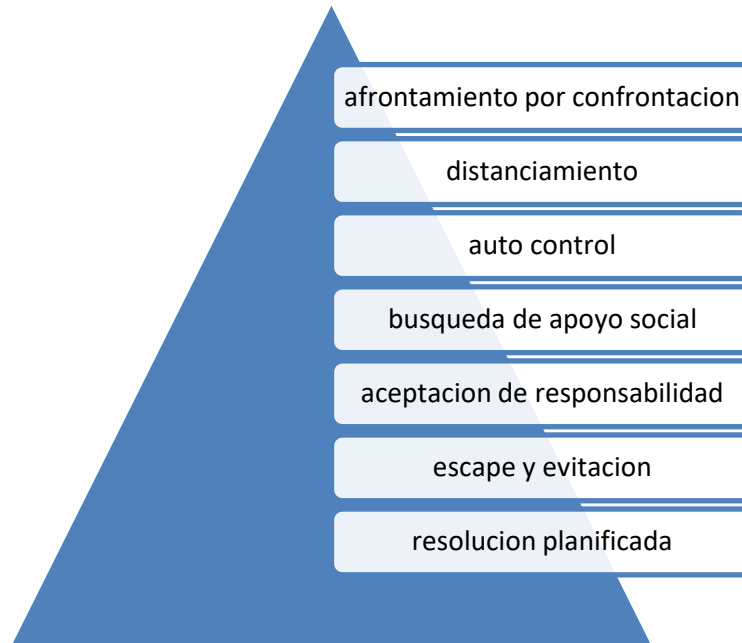 afrontamiento por confrontacion
distanciamiento
auto control
busqueda de apoyo social
aceptacion de responsabilidad
escape y evitacion
resolucion planificada